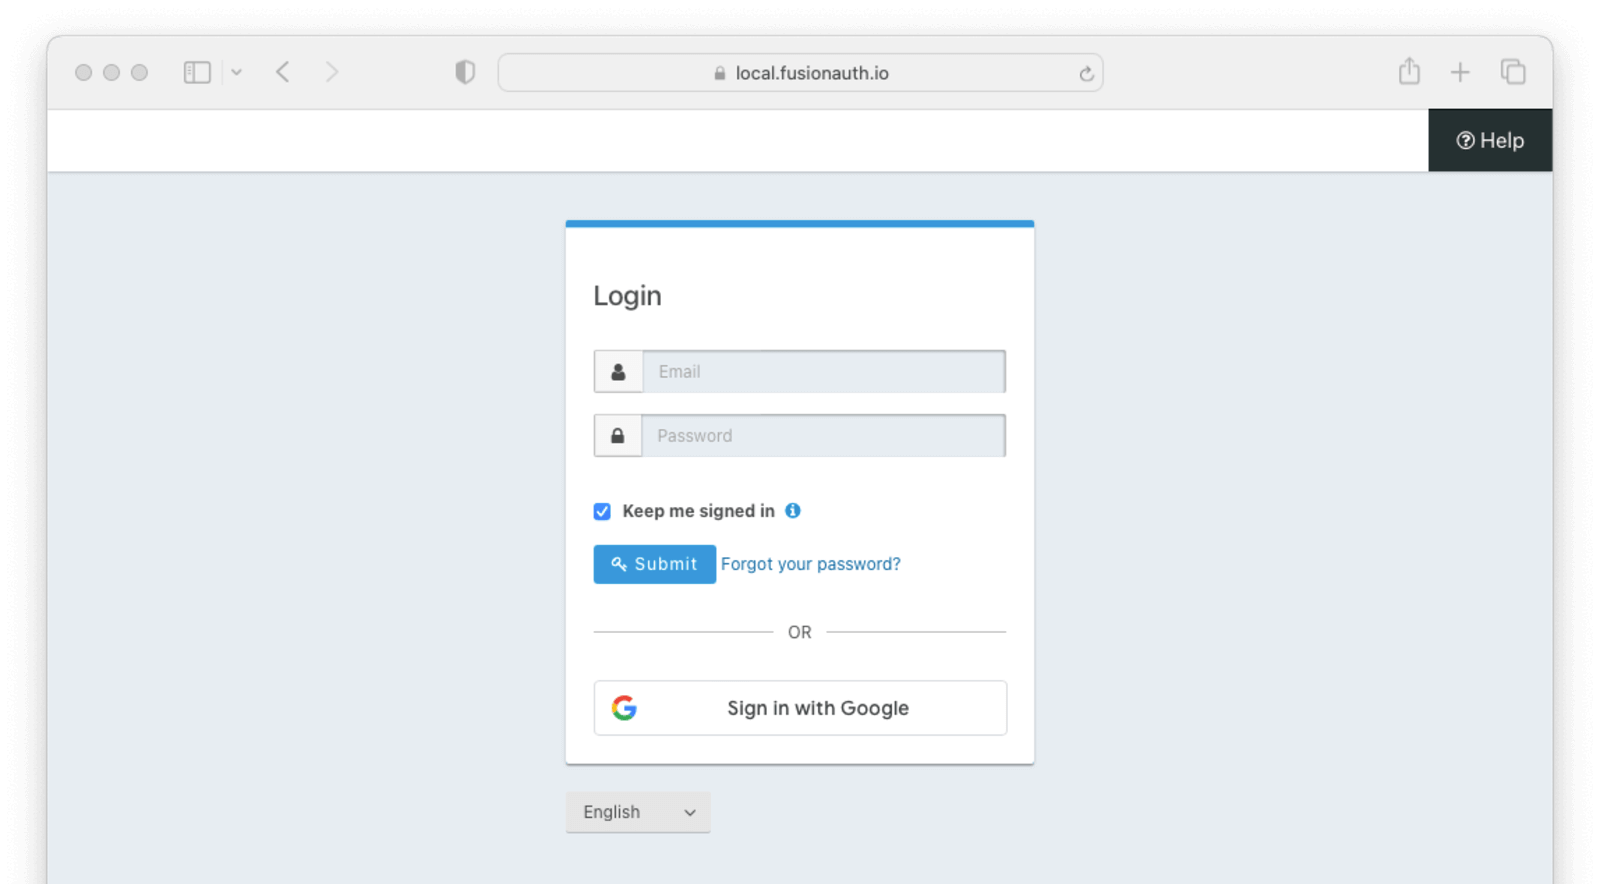 local.fusionauth.io
Help
Login
Email
Password
Keep me signed in
Submit Forgot your password?
OR
Sign in with Google
English